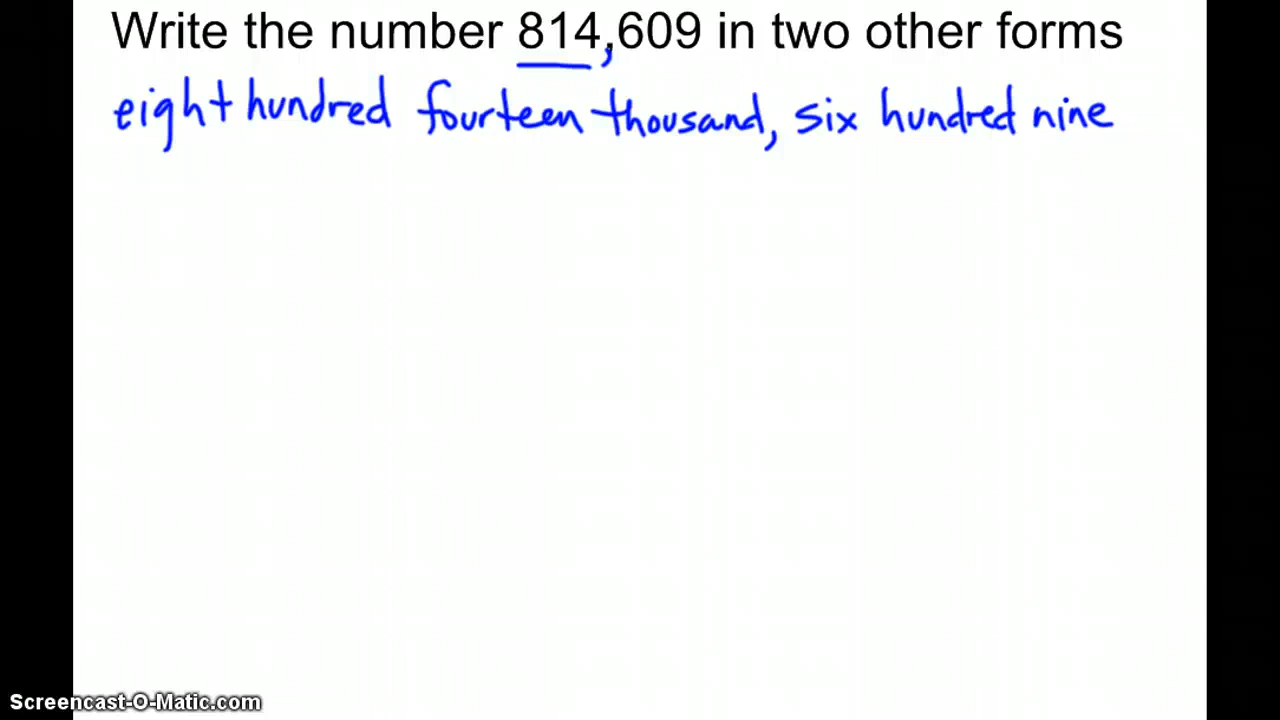 Write the number 814,609 in two other forms
eight hundred fourteen thousand, six hundred nine
Screencast-O-Matic.com